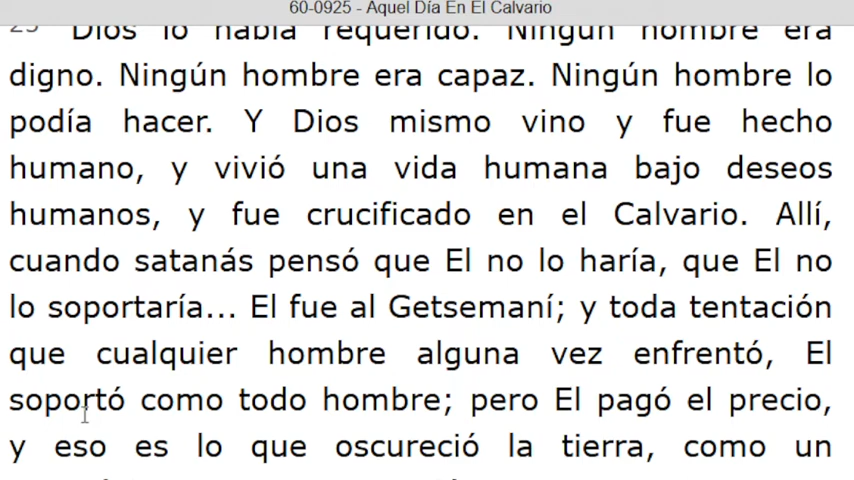 60-0925 - Aquel Día En El Calvario
25 Dios lo había requerido. Ningún hombre era
digno. Ningún hombre era capaz. Ningún hombre lo
podía hacer. Y Dios mismo vino y fue hecho
humano, y vivió una vida humana bajo deseos
humanos, y fue crucificado en el Calvario. Allí,
cuando satanás pensó que El no lo haría, que El no
lo soportaría... El fue al Getsemaní; y toda tentación
que cualquier hombre alguna vez enfrentó, El
soportó como todo hombre; pero El pagó el precio,
y eso es lo que oscureció la tierra, como un